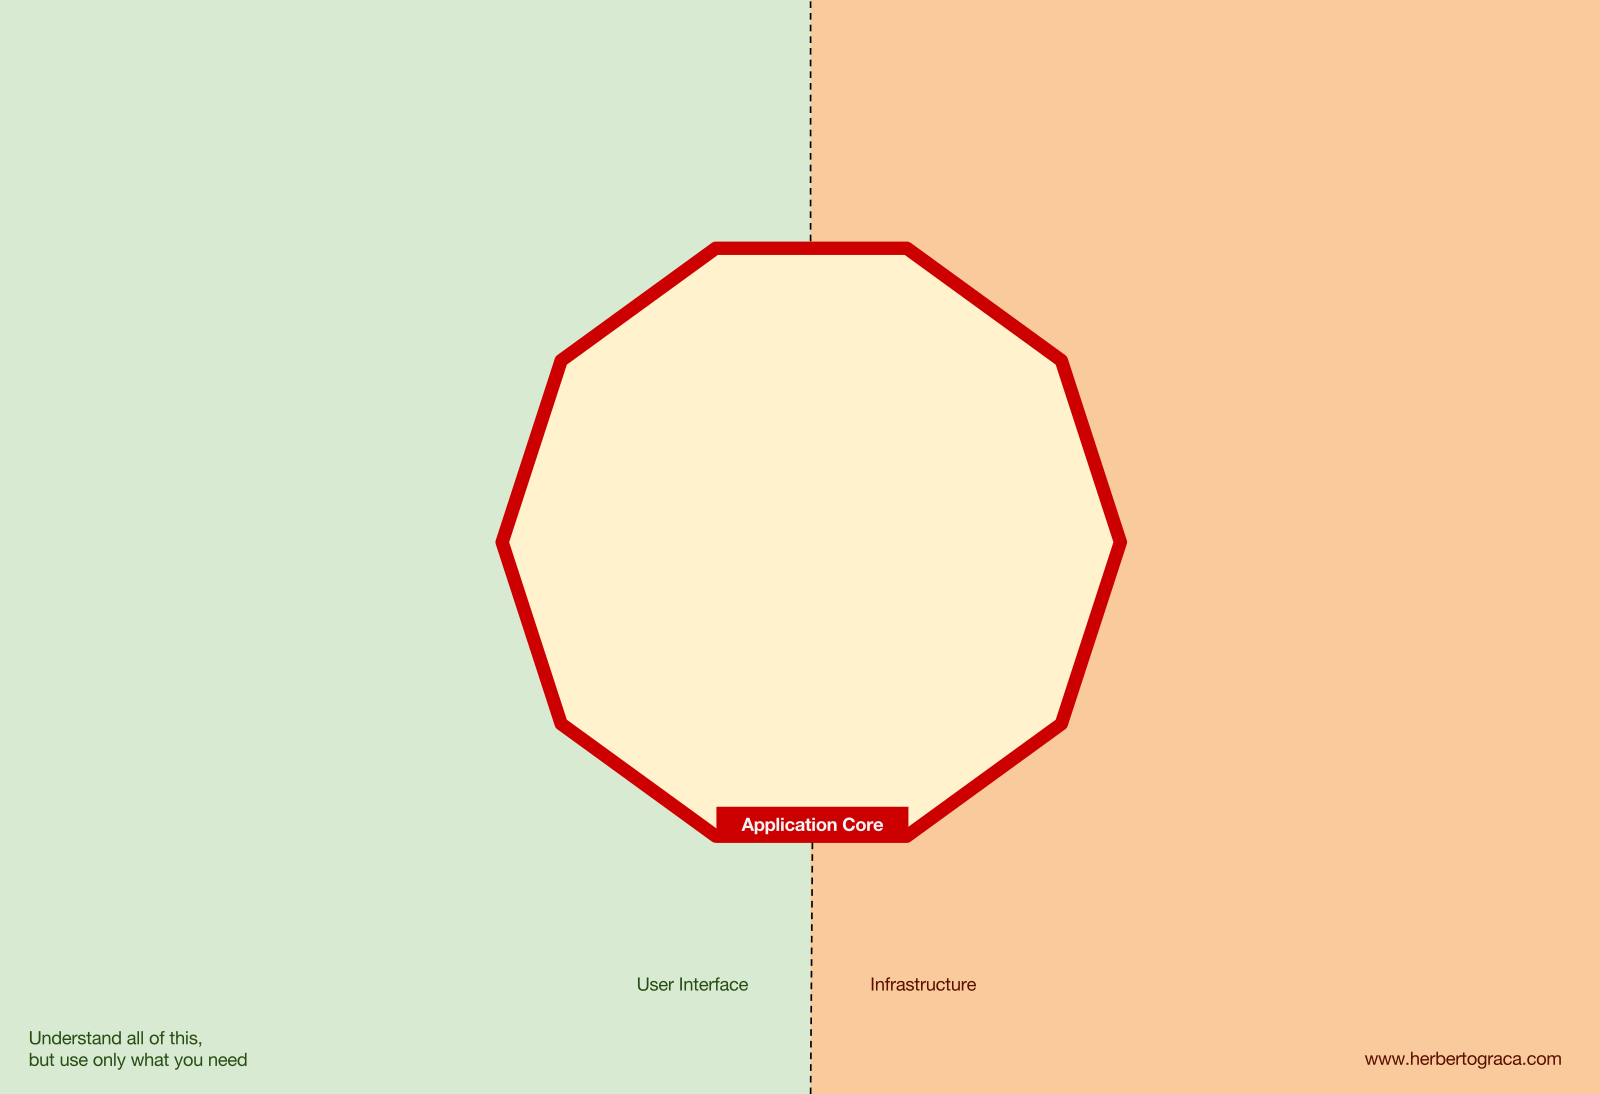 Application Core
User Interface
Infrastructure
Understand all of this,
but use only what you need
www.herbertograca.com